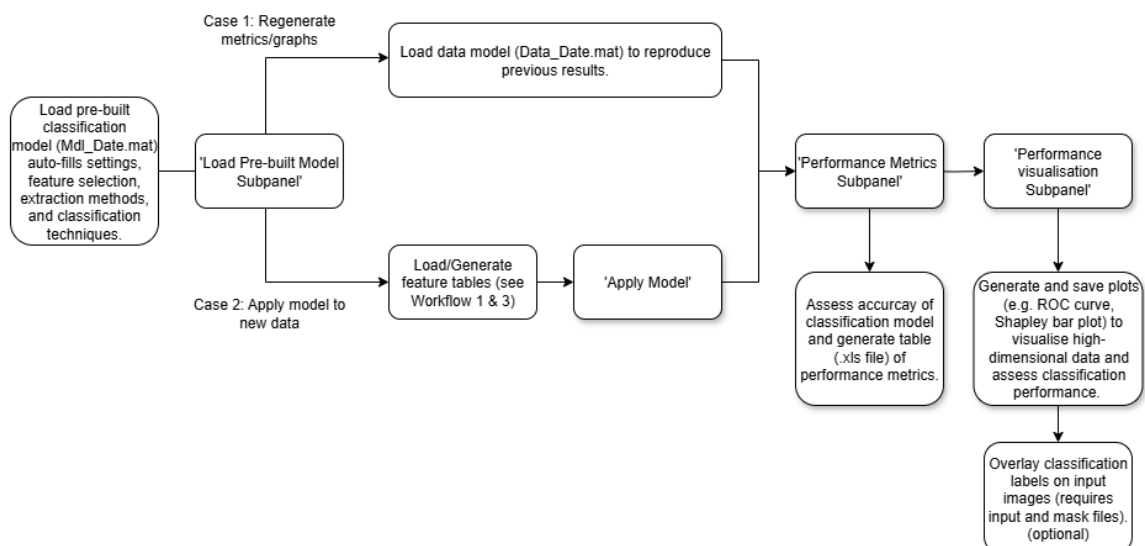 Case 1: Regenerate
metrics/graphs
Load data model (Data_Date.mat) to reproduce
previous results.
Load pre-built
classification
model (Mdl_Date.mat)
auto-fills settings,
feature selection,
extraction methods,
and classification
techniques.
'Load Pre-built Model
Subpanel'
'Performance Metrics
Subpanel'
'Performance
visualisation
Subpanel'
Case 2: Apply model to
new data
Load/Generate
feature tables (see
Workflow 1 & 3)
'Apply Model'
Assess accurcay of
classification model
and generate table
(.xls file) of
performance metrics.
Generate and save plots
(e.g. ROC curve,
Shapley bar plot) to
visualise high-
dimensional data and
assess classification
performance.
Overlay classification
labels on input
images (requires
input and mask files).
(optional)